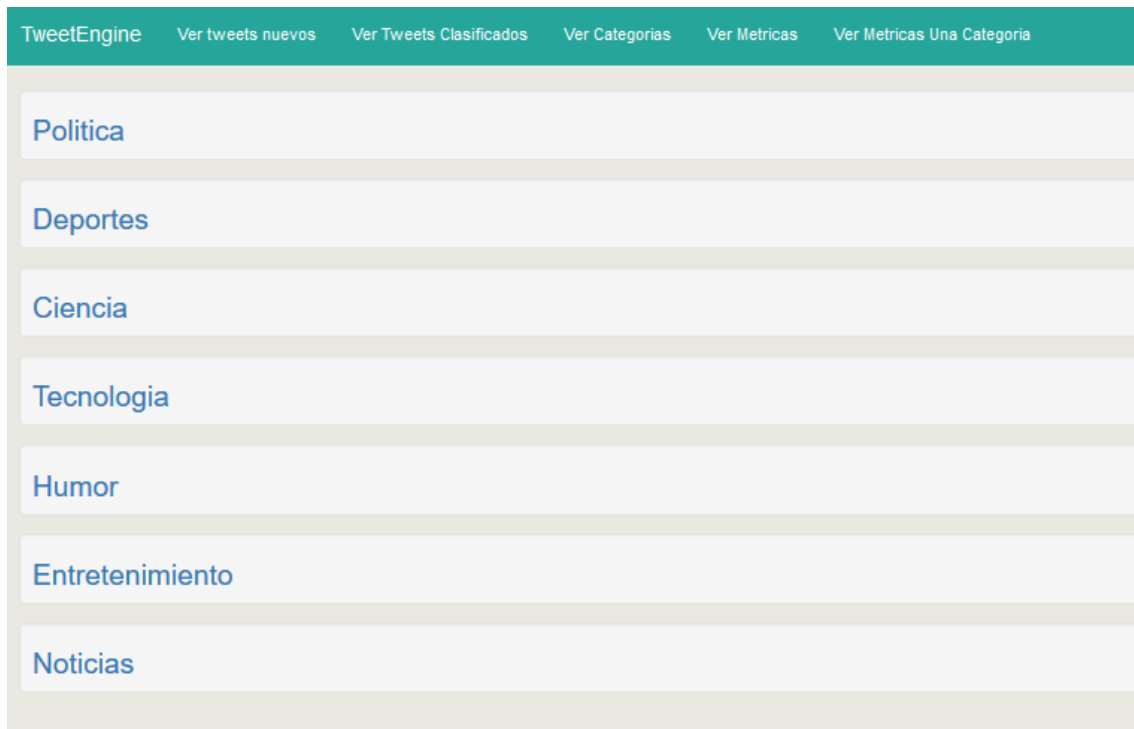 TweetEngine Ver tweets nuevos Ver Tweets Clasificados Ver Categorias Ver Metricas Ver Metricas Una Categoria
Politica
Deportes
Ciencia
Tecnologia
Humor
Entretenimiento
Noticias